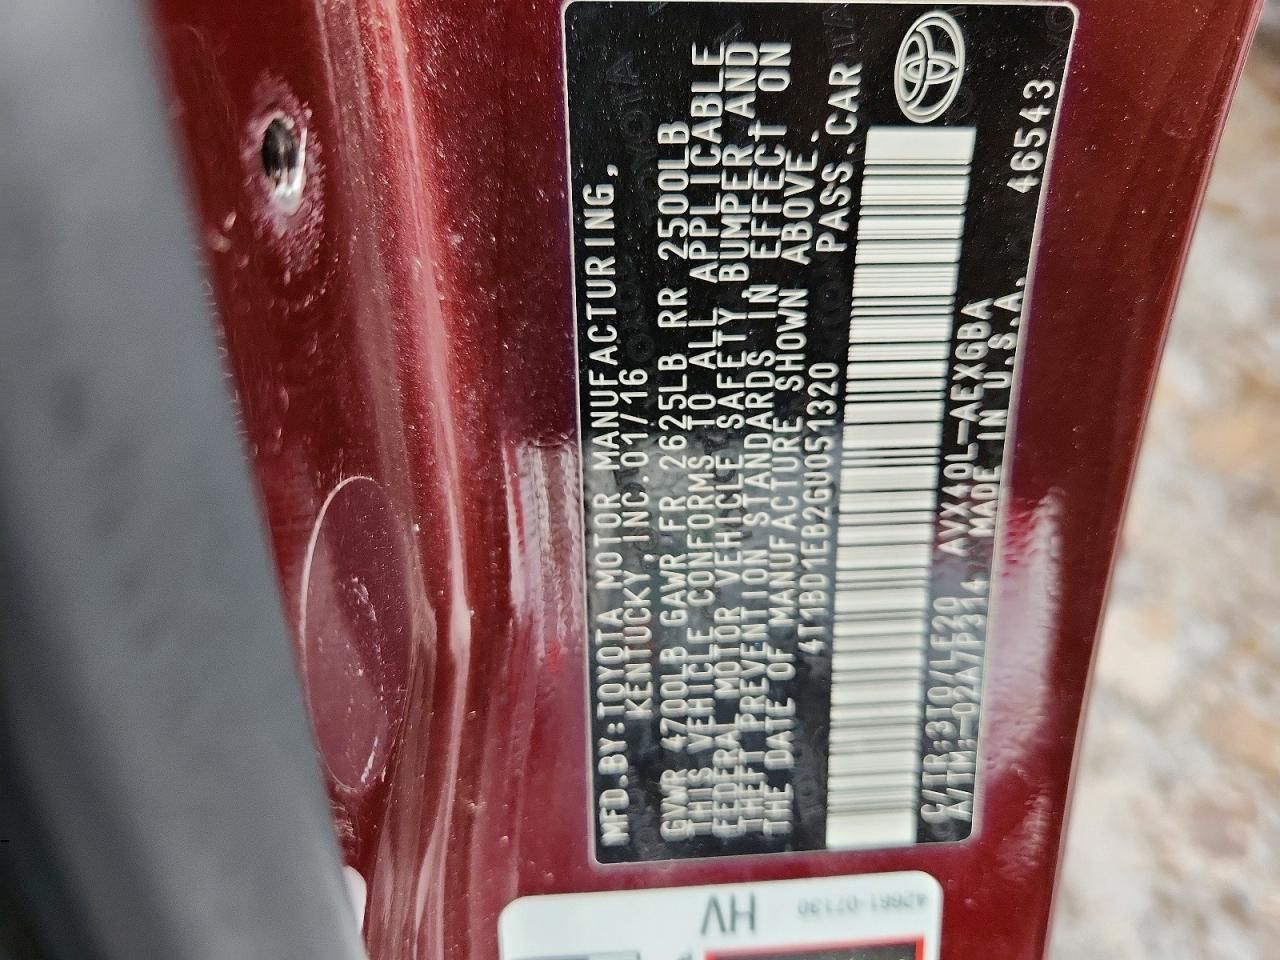 MFD.BY:TOYOTA MOTOR MANUFACTURING,
KENTUCKY, INC.01/16
GVWR 4700LB GAWR FR 2625LB RR 2500LB
THIS VEHICLE CONFORMS TO ALL APPLICABLE
FEDERAL MOTOR VEHICLE SAFETY,BUMPER,AND
THEFT PREVENTION STANDARDS IN EFFECT ON
THE DATE OF MANUFACTURE SHOWN ABOVE.
4T1BD1EB2GU051320 PASS.CAR
C/TR:3T0/LE20 AVX40L-AEXGBA
A/TM:-02A/P314 MADE IN U.S.A. 46543
HV
42661-07130